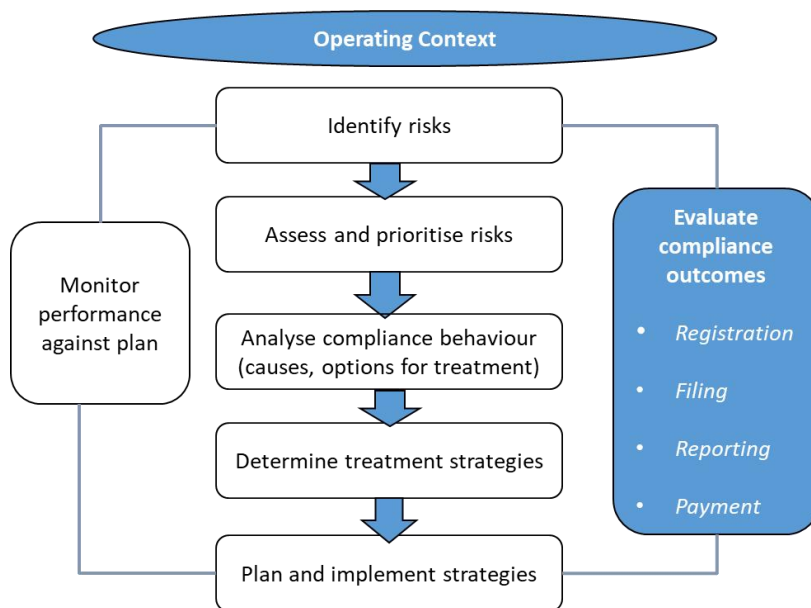 Operating Context
Identify risks
Assess and prioritise risks
Analyse compliance behaviour
(causes, options for treatment)
Determine treatment strategies
Plan and implement strategies
Monitor
performance
against plan
Evaluate
compliance
outcomes
• Registration
• Filing
• Reporting
• Payment